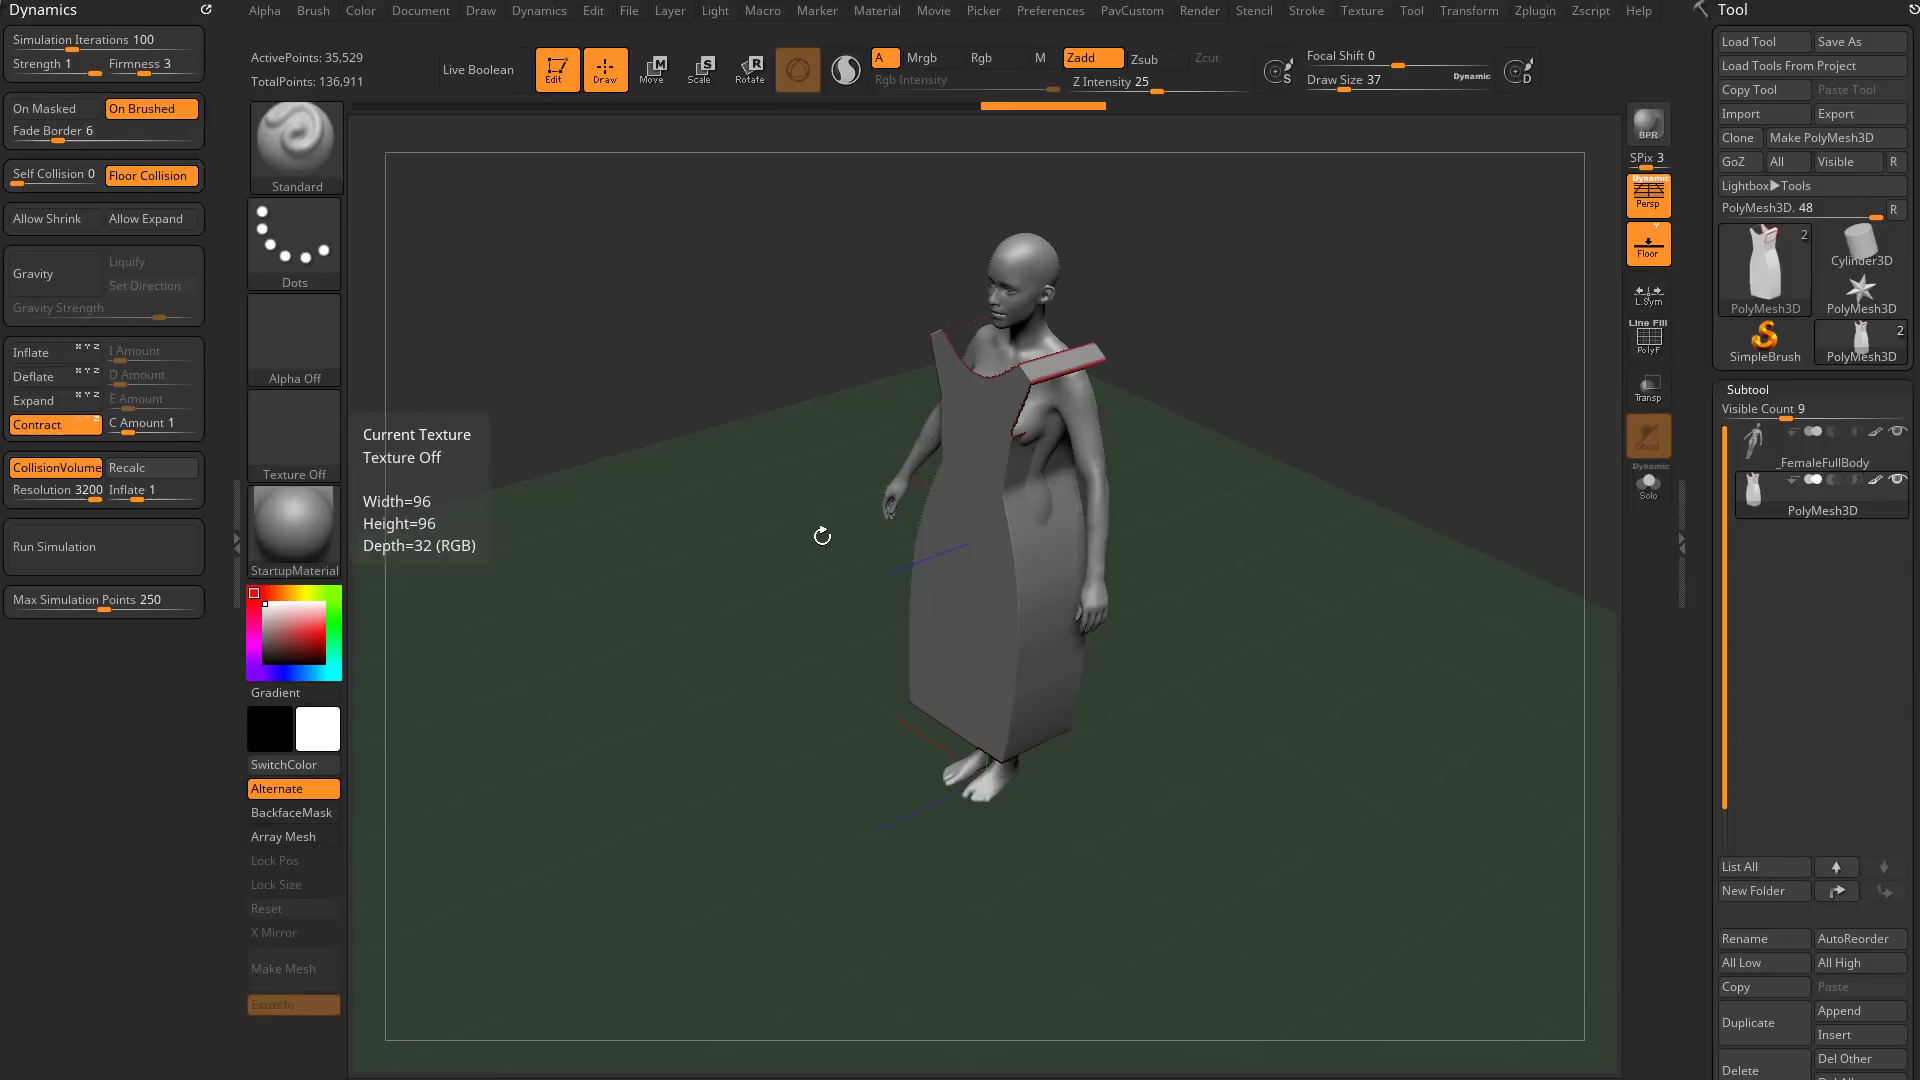 Dynamics
Alpha Brush Color Document Draw Dynamics Edit File Layer Light Macro Marker Material Movie Picker Preferences PavCustom Render Stencil Stroke Texture Tool Transform Zplugin Zscript Help
Tool
Simulation Iterations 100
Strength 1 Firmness 3
On Masked On Brushed
Fade Border 6
Self Collision 0 Floor Collision
Allow Shrink Allow Expand
Gravity
Liquify
Set Direction
Gravity Strength
Inflate X Y Z I Amount
Deflate X Y Z D Amount
Expand X Y Z E Amount
Contract Z C Amount 1
CollisionVolume Recalc
Resolution 3200 Inflate 1
Run Simulation
Max Simulation Points 250
ActivePoints: 35,529
TotalPoints: 136,911
Live Boolean
Edit
Draw
M
Move
S
Scale
R
Rotate
A Mrgb Rgb M
Rgb Intensity
Zadd Zsub Zcut
Z Intensity 25
S
Focal Shift 0
Draw Size 37
Dynamic
D
Standard
Dots
Alpha Off
Texture Off
StartupMaterial
Gradient
SwitchColor
Alternate
BackfaceMask
Array Mesh
Lock Pos
Lock Size
Reset
X Mirror
Make Mesh
Current Texture
Texture Off
Width=96
Height=96
Depth=32 (RGB)
BPR
SPix 3
Dynamic
Persp
Y
Floor
L.Sym
Line Fill
PolyF
Transp
Ghost
Dynamic
Solo
Load Tool Save As
Load Tools From Project
Copy Tool Paste Tool
Import Export
Clone Make PolyMesh3D
GoZ All Visible R
Lightbox▶Tools
PolyMesh3D. 48 R
2
PolyMesh3D
Cylinder3D
PolyMesh3D
SimpleBrush
2
PolyMesh3D
Subtool
Visible Count 9
_FemaleFullBody
PolyMesh3D
List All
New Folder
Rename AutoReorder
All Low All High
Copy Paste
Duplicate
Append
Insert
Delete
Del Other